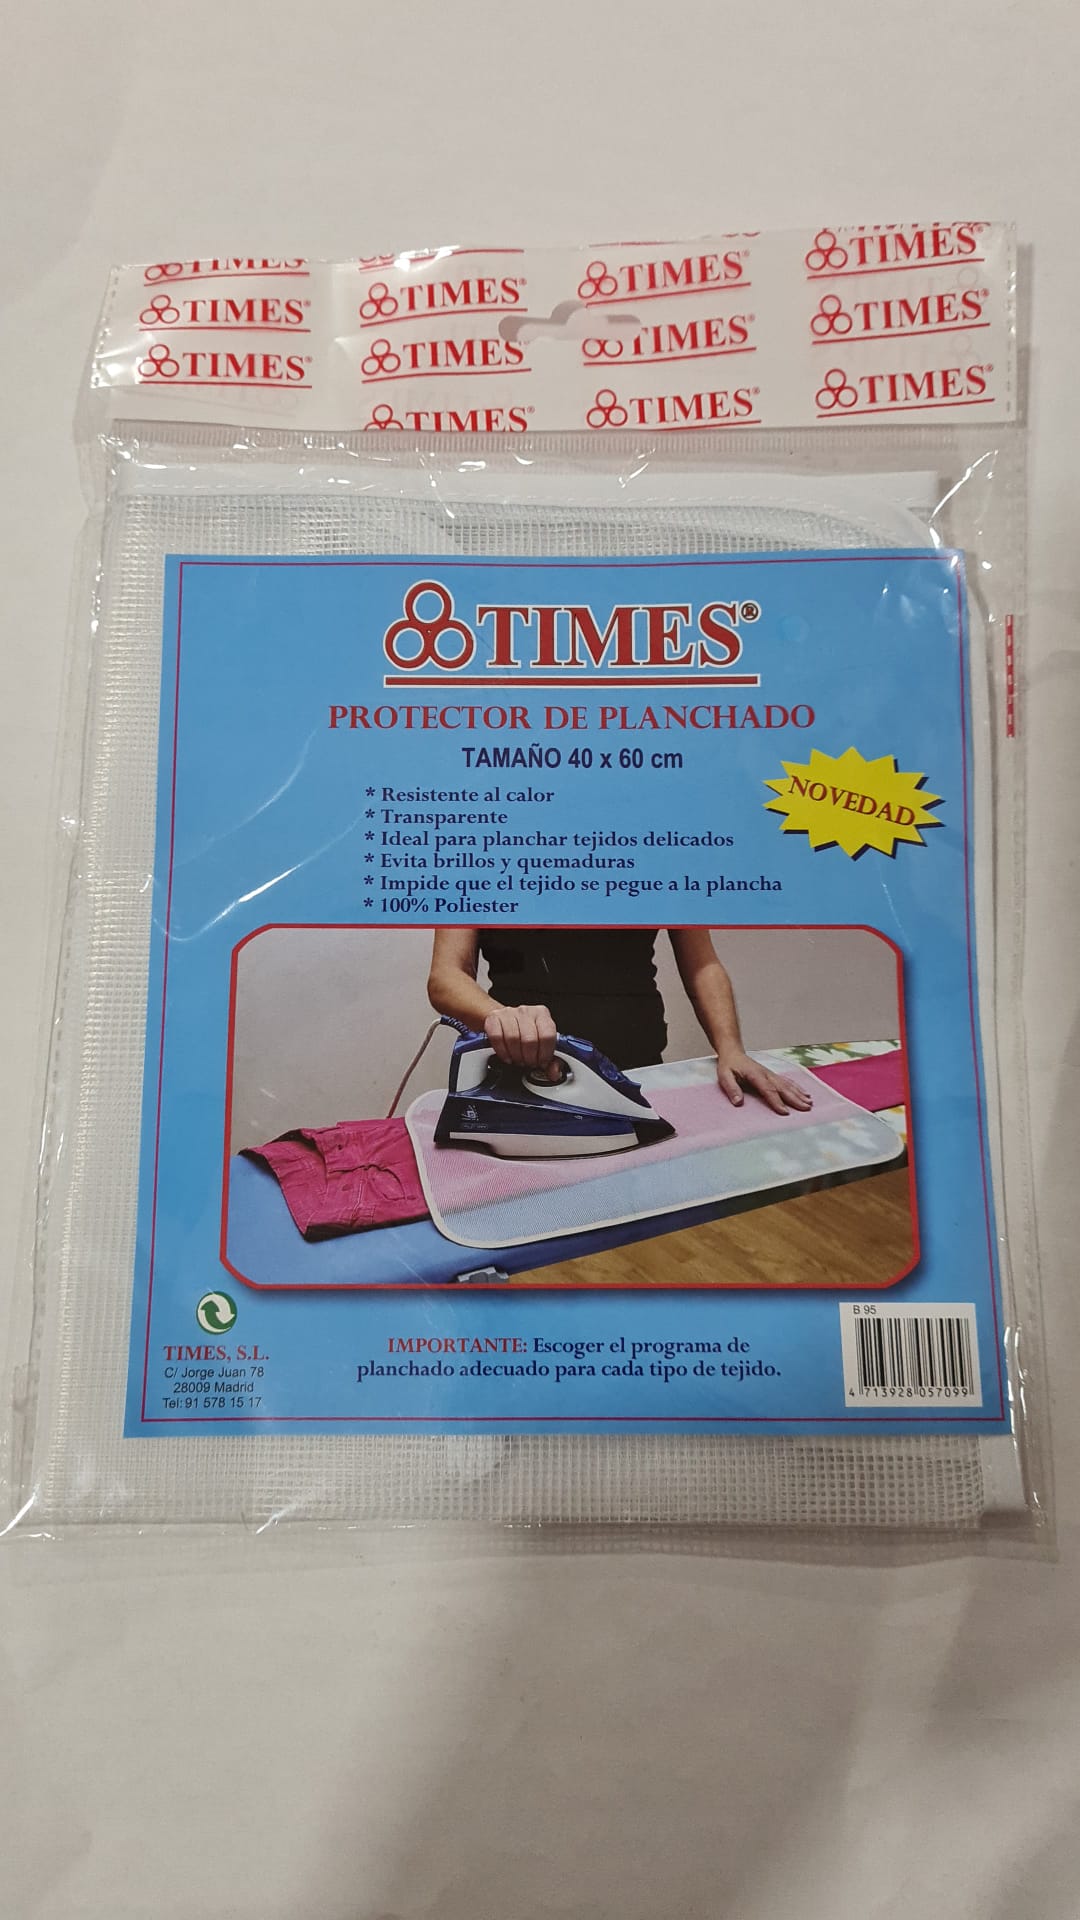 TIMES
TIMES®
TIMES®
TIMES®
TIMES®
TIMES®
TIMES®
TIMES®
TIMES®
TIMES®
TIMES®
TIMES®
TIMES®
TIMES®
PROTECTOR DE PLANCHADO
TAMAÑO 40 x 60 cm
NOVEDAD
* Resistente al calor
* Transparente
* Ideal para planchar tejidos delicados
* Evita brillos y quemaduras
* Impide que el tejido se pegue a la plancha
* 100% Poliester
TIMES, S.L.
C/ Jorge Juan 78
28009 Madrid
Tel: 91 578 15 17
IMPORTANTE: Escoger el programa de
planchado adecuado para cada tipo de tejido.
B 95
4 713928 057099